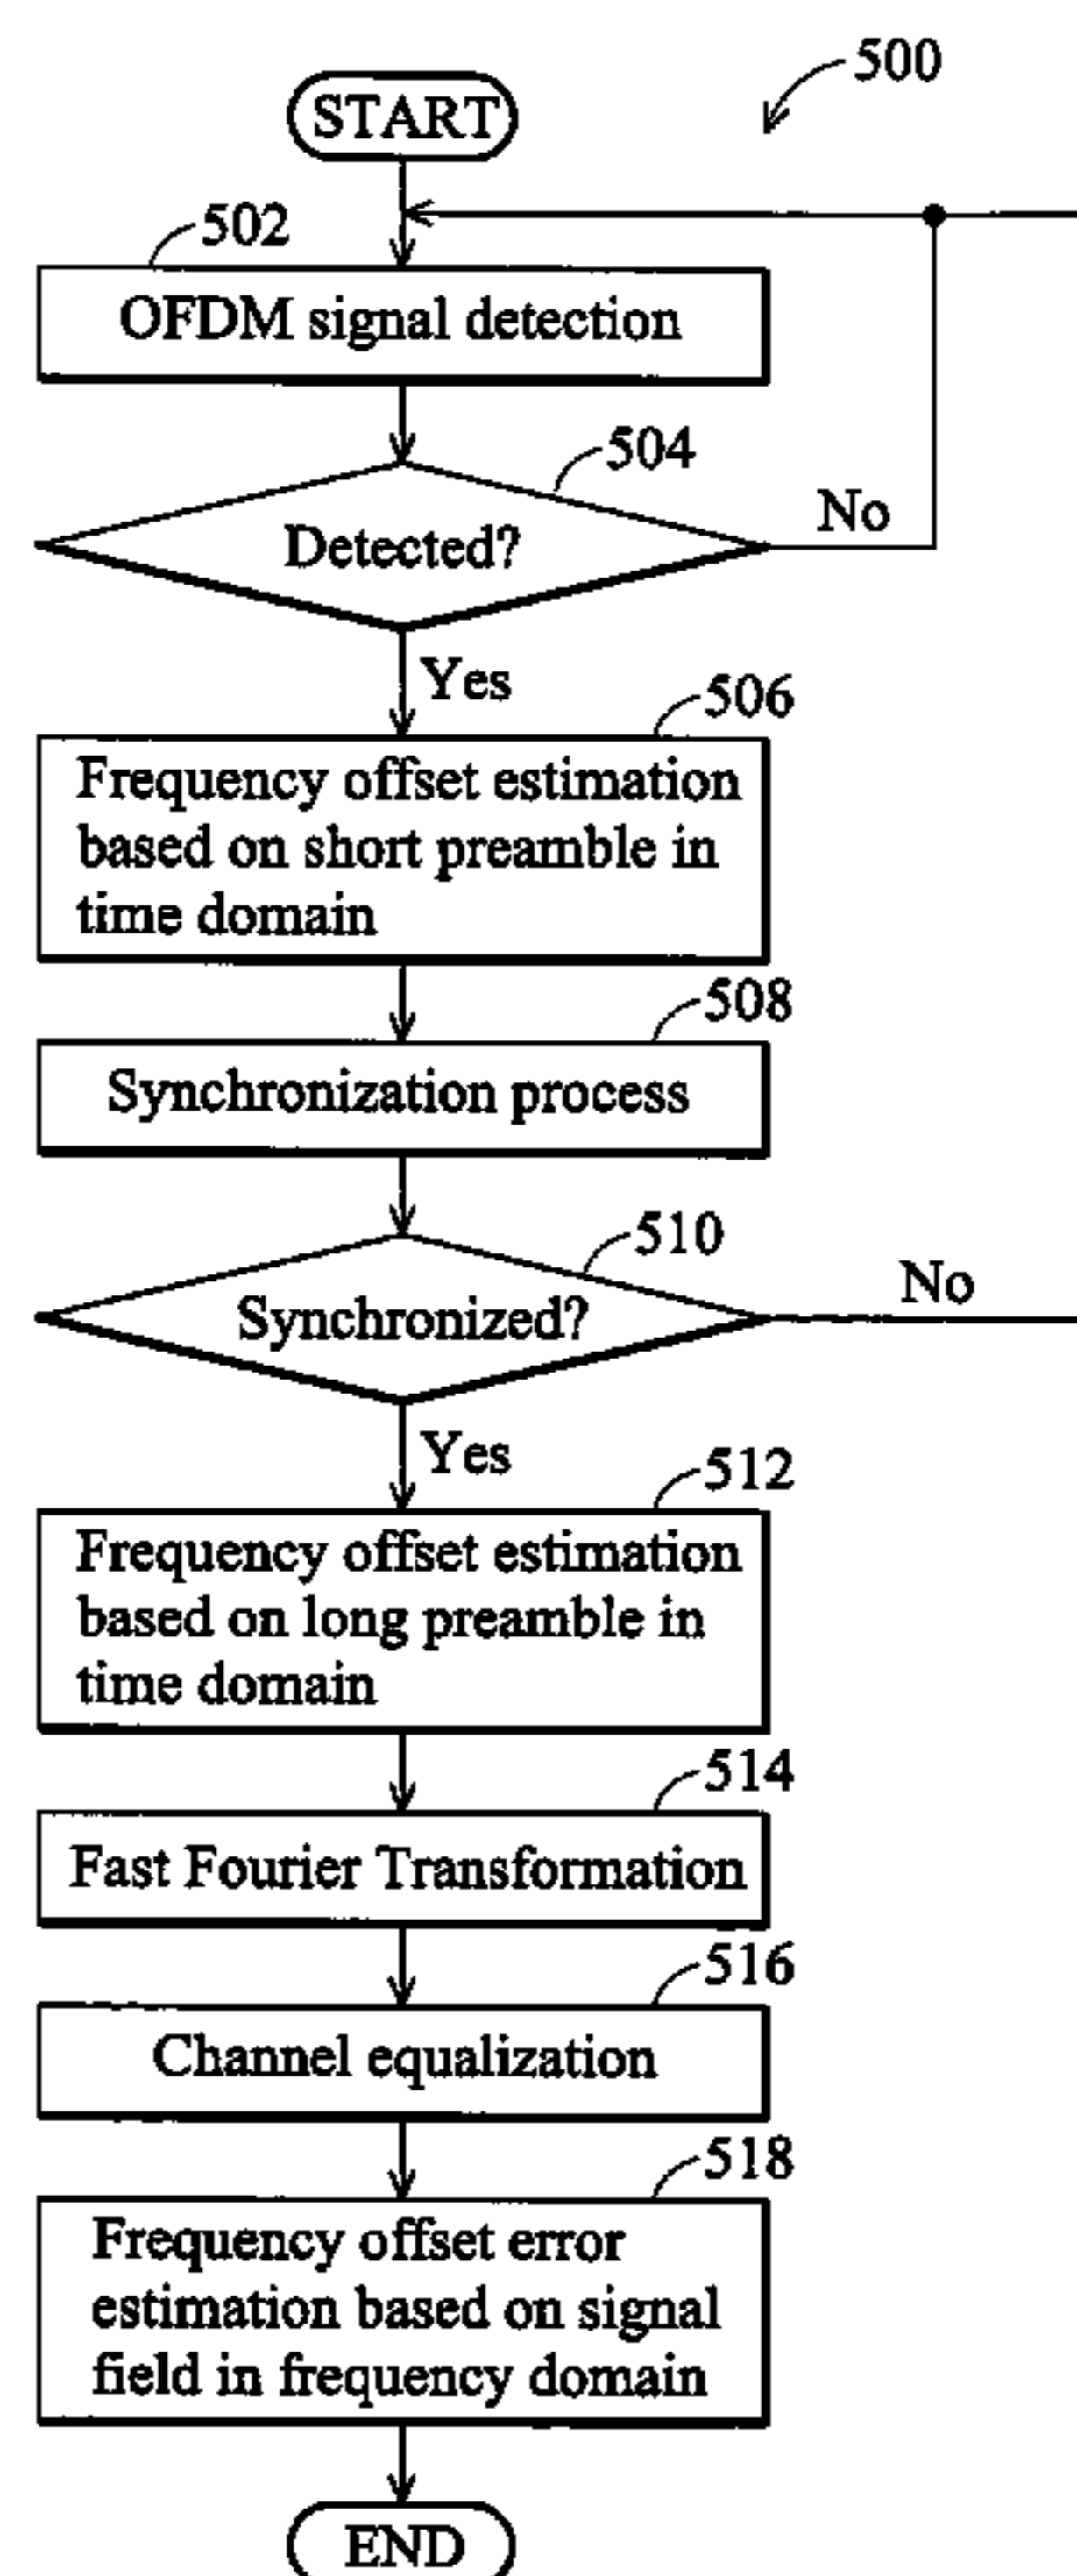 500
START
502
OFDM signal detection
504
Detected?
No
Yes
506
Frequency offset estimation
based on short preamble in
time domain
508
Synchronization process
510
Synchronized?
No
Yes
512
Frequency offset estimation
based on long preamble in
time domain
514
Fast Fourier Transformation
516
Channel equalization
518
Frequency offset error
estimation based on signal
field in frequency domain
END